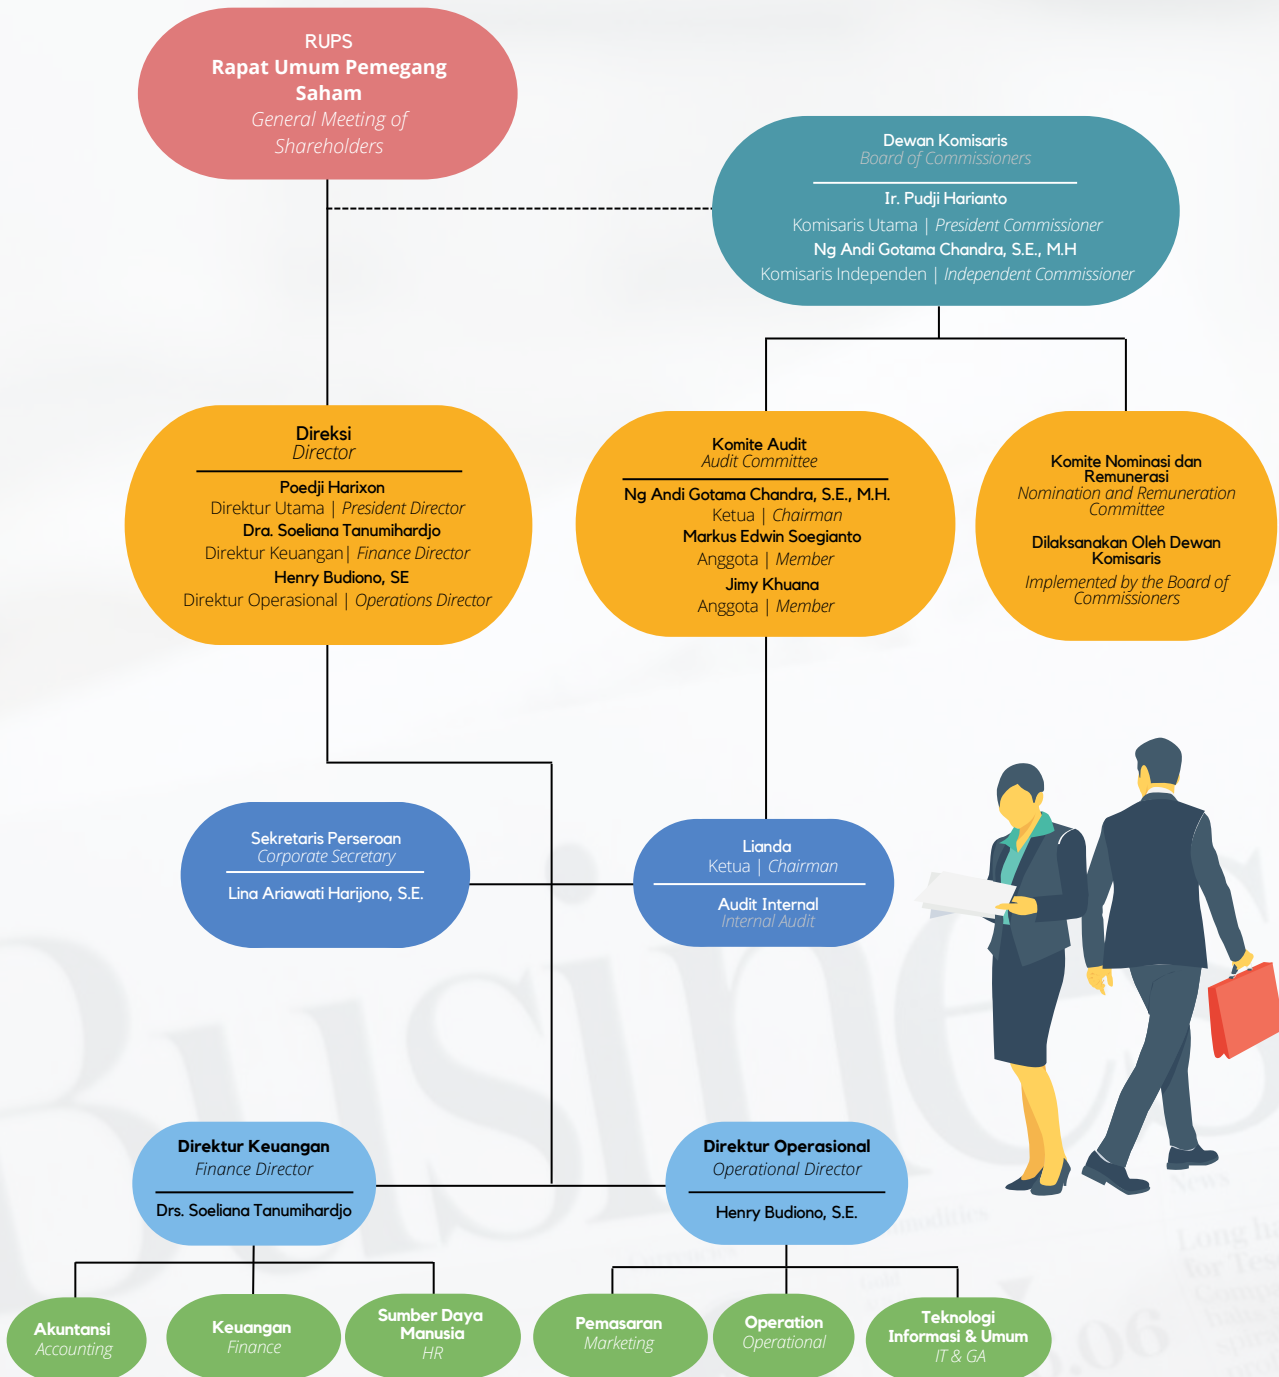 RUPS
Rapat Umum Pemegang
Saham
General Meeting of
Shareholders
Dewan Komisaris
Board of Commissioners
Ir. Pudji Harianto
Komisaris Utama | President Commissioner
Ng Andi Gotama Chandra, S.E., M.H
Komisaris Independen | Independent Commissioner
Direksi
Director
Poedji Harixon
Direktur Utama | President Director
Dra. Soeliana Tanumihardjo
Direktur Keuangan| Finance Director
Henry Budiono, SE
Direktur Operasional | Operations Director
Komite Audit
Audit Committee
Ng Andi Gotama Chandra, S.E., M.H.
Ketua | Chairman
Markus Edwin Soegianto
Anggota | Member
Jimy Khuana
Anggota | Member
Komite Nominasi dan
Remunerasi
Nomination and Remuneration
Committee
Dilaksanakan Oleh Dewan
Komisaris
Implemented by the Board of
Commissioners
Sekretaris Perseroan
Corporate Secretary
Lina Ariawati Harijono, S.E.
Lianda
Ketua | Chairman
Audit Internal
Internal Audit
Business
Direktur Keuangan
Finance Director
Drs. Soeliana Tanumihardjo
Direktur Operasional
Operational Director
Henry Budiono, S.E.
News
Long
for
.06
Akuntansi
Accounting
Keuangan
Finance
Sumber Daya
Manusia
HR
Pemasaran
Marketing
Operation
Operational
Teknologi
Informasi & Umum
IT & GA